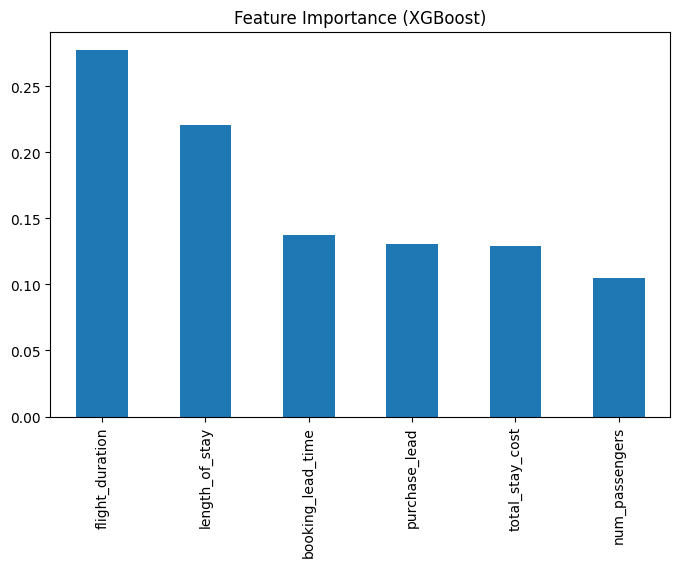 Feature Importance (XGBoost)
0.25
0.20
0.15
0.10
0.05
0.00
flight_duration
length_of_stay
booking_lead_time
purchase_lead
total_stay_cost
num_passengers